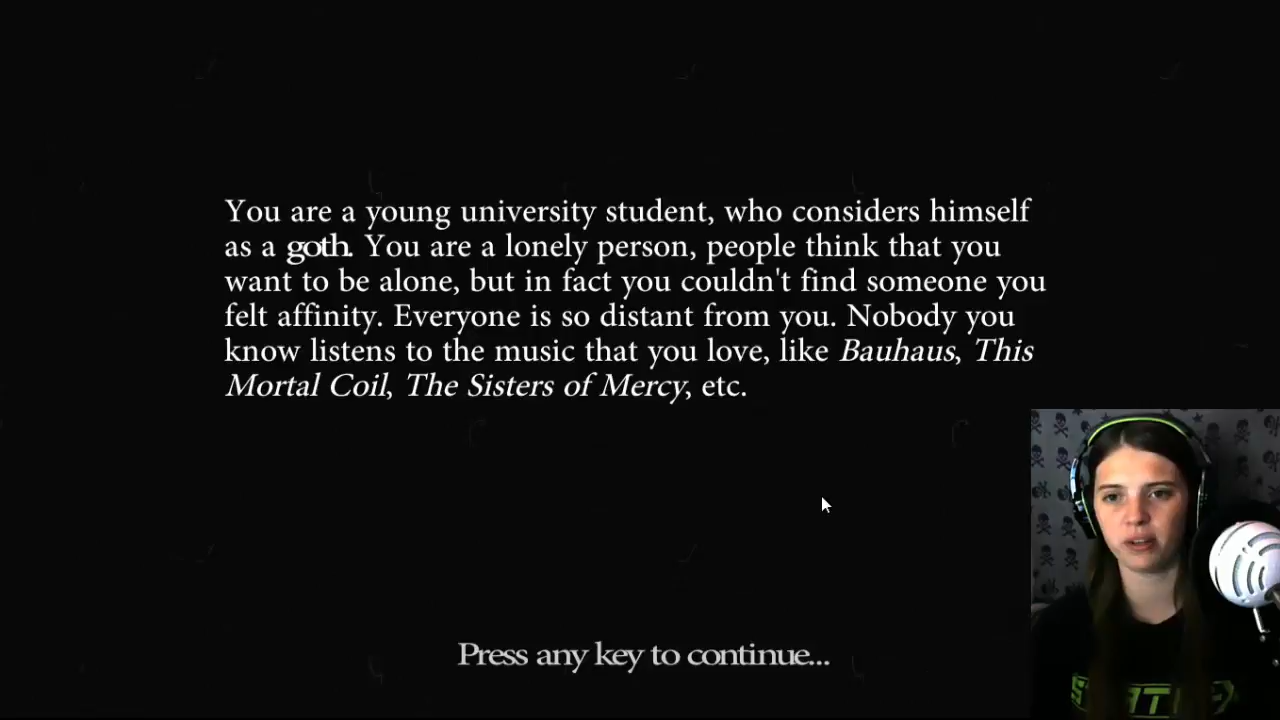 You are a young university student, who considers himself
as a goth. You are a lonely person, people think that you
want to be alone, but in fact you couldn't find someone you
felt affinity. Everyone is so distant from you. Nobody you
know listens to the music that you love, like Bauhaus, This
Mortal Coil, The Sisters of Mercy, etc.
Press any key to continue...